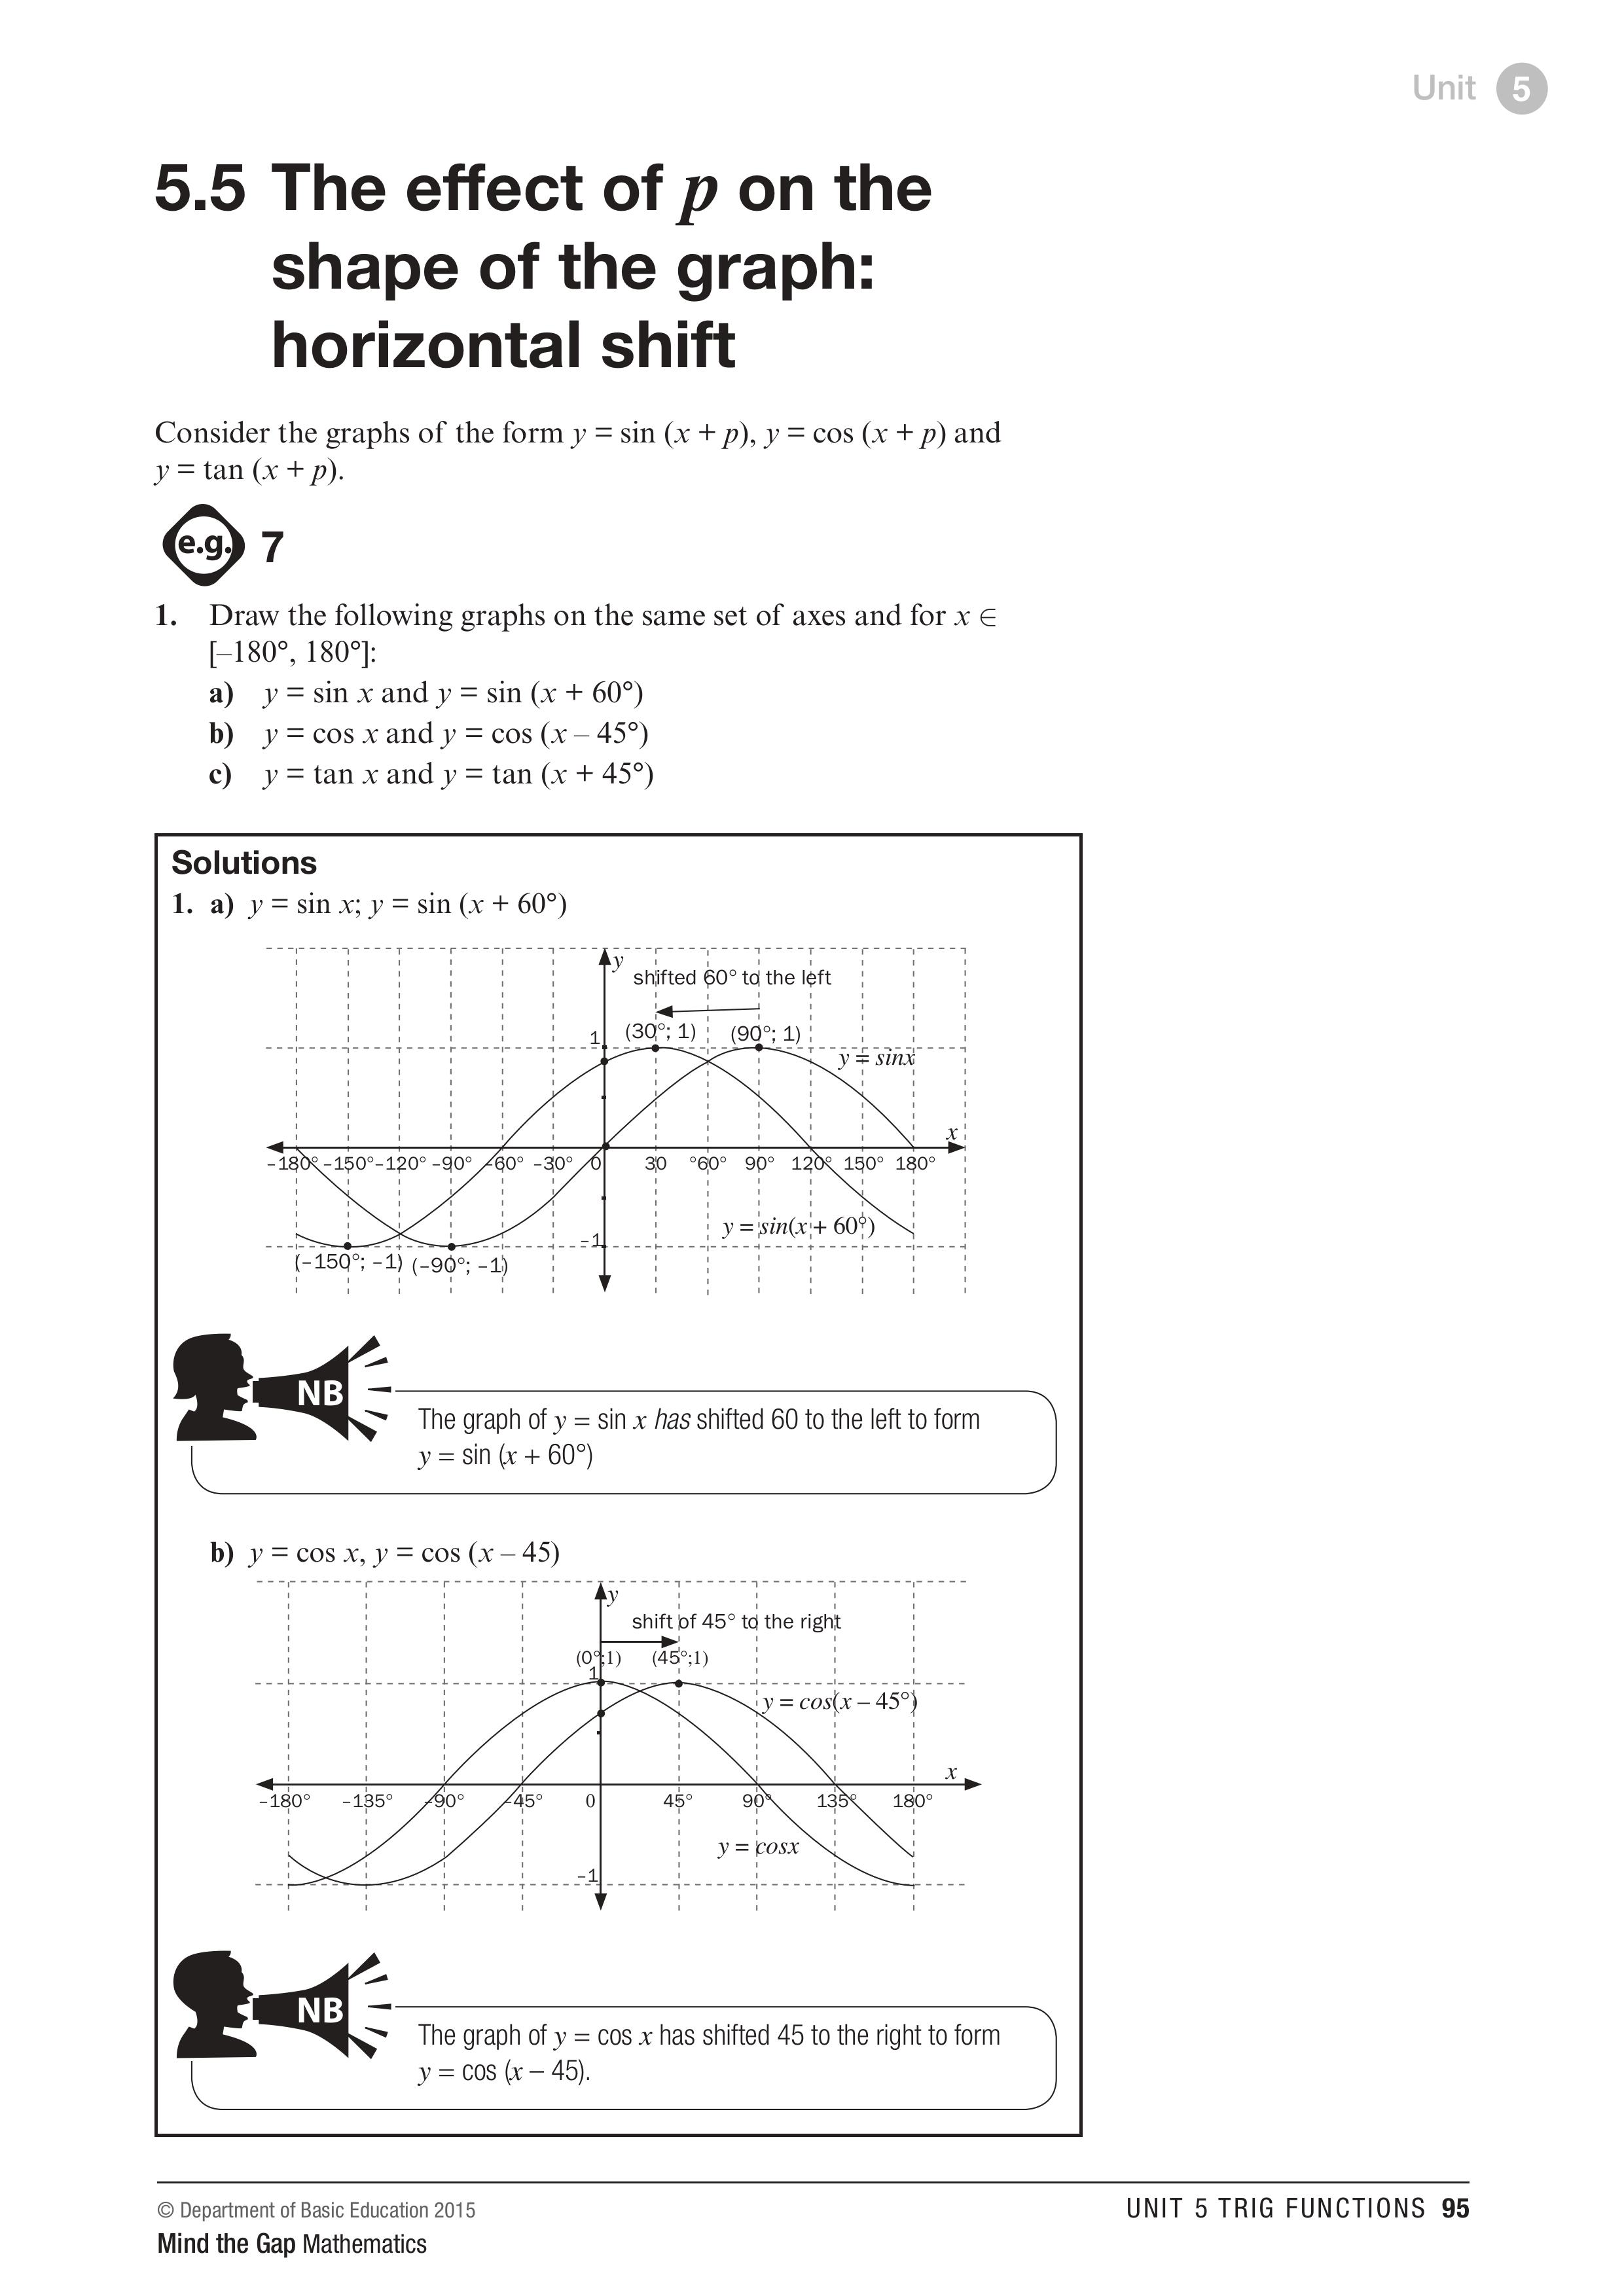 Unit 5
5.5 The effect of p on the
shape of the graph:
horizontal shift
Consider the graphs of the form y = sin (x + p), y = cos (x + p) and
y = tan (x + p).
e.g. 7
1. Draw the following graphs on the same set of axes and for x ∈
[–180°, 180°]:
a) y = sin x and y = sin (x + 60°)
b) y = cos x and y = cos (x – 45°)
c) y = tan x and y = tan (x + 45°)
Solutions
1. a) y = sin x; y = sin (x + 60°)
y
shifted 60° to the left
1 (30°; 1) (90°; 1)
y = sinx
x
–180° –150° –120° –90° –60° –30° 0 30 °60° 90° 120° 150° 180°
y = sin(x + 60°)
–1
(–150°; –1) (–90°; –1)
NB
The graph of y = sin x has shifted 60 to the left to form
y = sin (x + 60°)
b) y = cos x, y = cos (x – 45)
y
shift of 45° to the right
(0°;1) (45°;1)
1
y = cos(x – 45°)
x
–180° –135° –90° –45° 0 45° 90° 135° 180°
y = cosx
–1
NB
The graph of y = cos x has shifted 45 to the right to form
y = cos (x – 45).
© Department of Basic Education 2015
UNIT 5 TRIG FUNCTIONS 95
Mind the Gap Mathematics